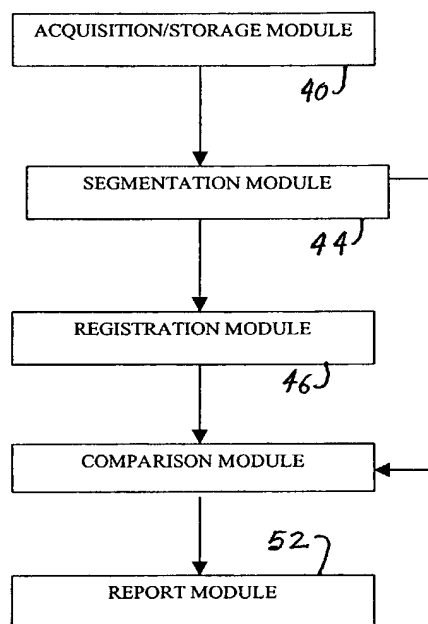 ACQUISITION/STORAGE MODULE
40
SEGMENTATION MODULE
44
REGISTRATION MODULE
46
COMPARISON MODULE
52
REPORT MODULE